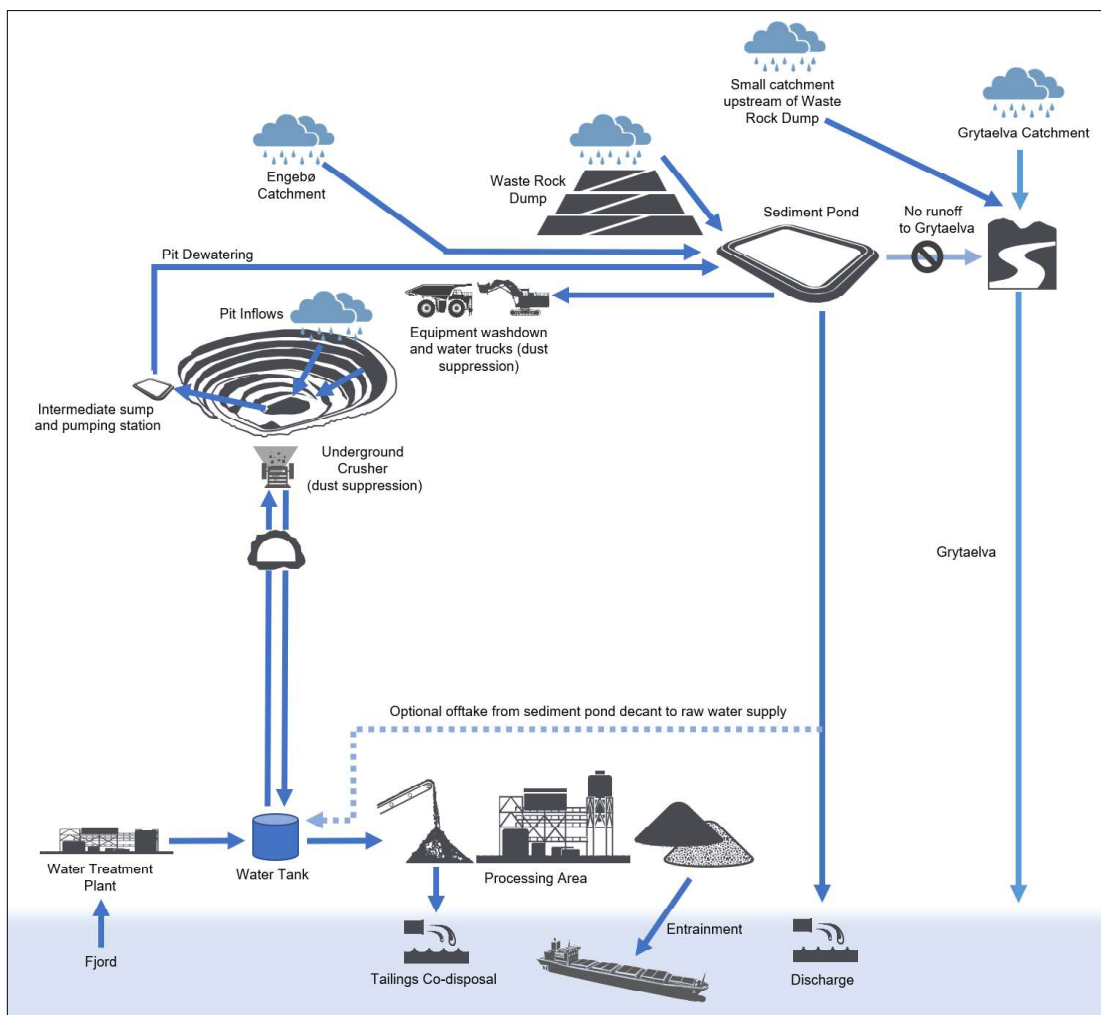 Small catchment
upstream of Waste
Rock Dump
Grytaelva Catchment
Engebø
Catchment
Waste Rock
Dump
Sediment Pond
No runoff
to Grytaelva
Pit Dewatering
Pit Inflows
Equipment washdown
and water trucks (dust
suppression)
Intermediate sump
and pumping station
Underground
Crusher
(dust suppression)
Grytaelva
Optional offtake from sediment pond decant to raw water supply
Water Treatment
Plant
Water Tank
Processing Area
Fjord
Tailings Co-disposal
Entrainment
Discharge